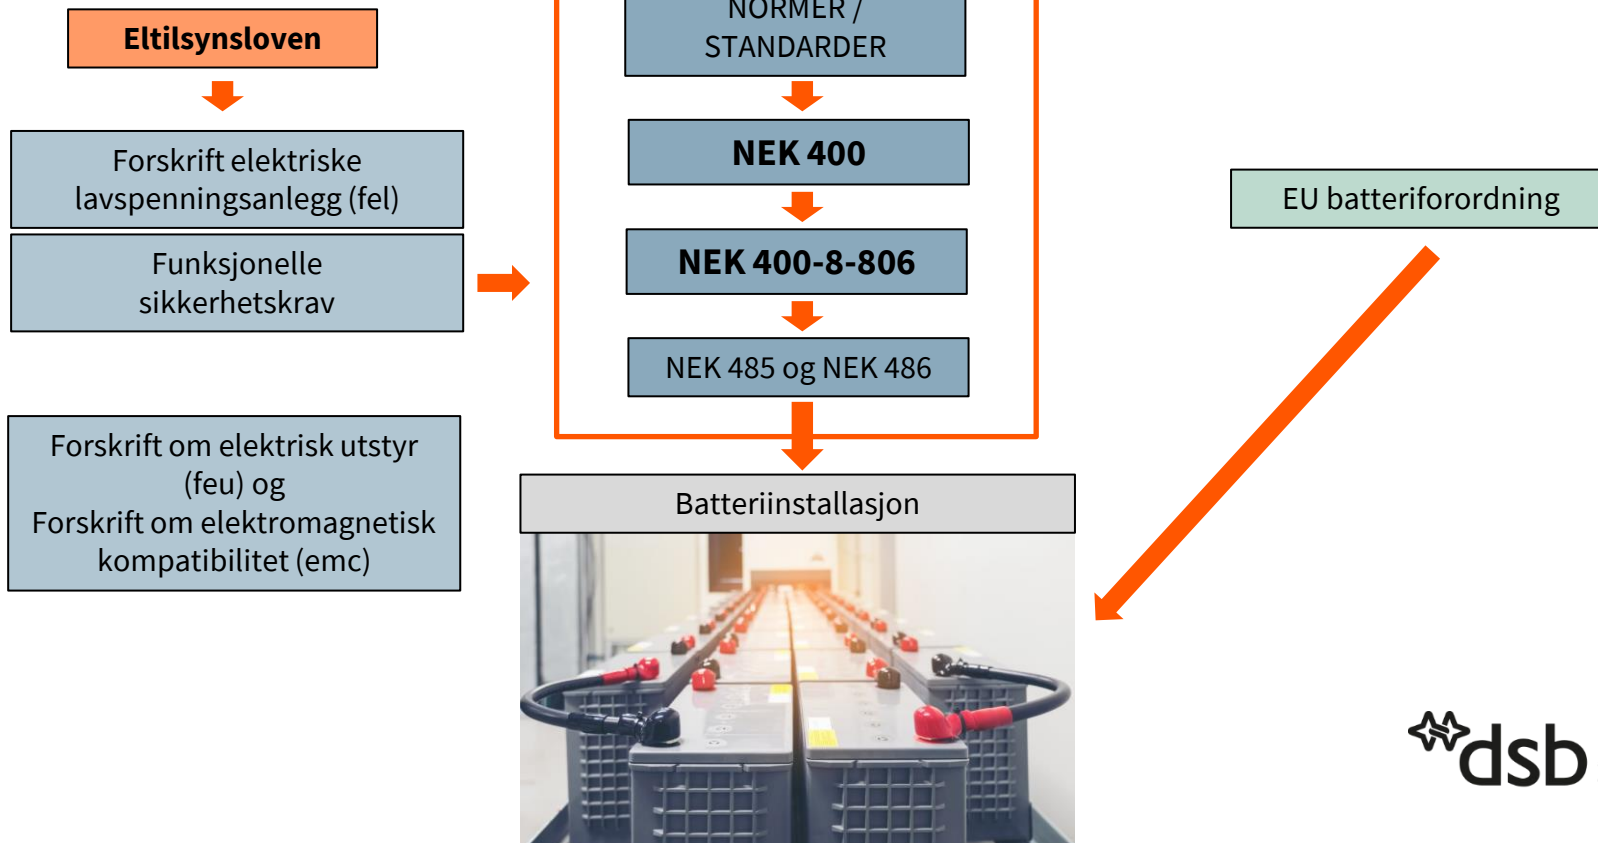 Eltilsynsloven
Forskrift elektriske
lavspenningsanlegg (fel)
Funksjonelle
sikkerhetskrav
Forskrift om elektrisk utstyr
(feu) og
Forskrift om elektromagnetisk
kompatibilitet (emc)
NORMER /
STANDARDER
NEK 400
NEK 400-8-806
NEK 485 og NEK 486
Batteriinstallasjon
EU batteriforordning
dsb